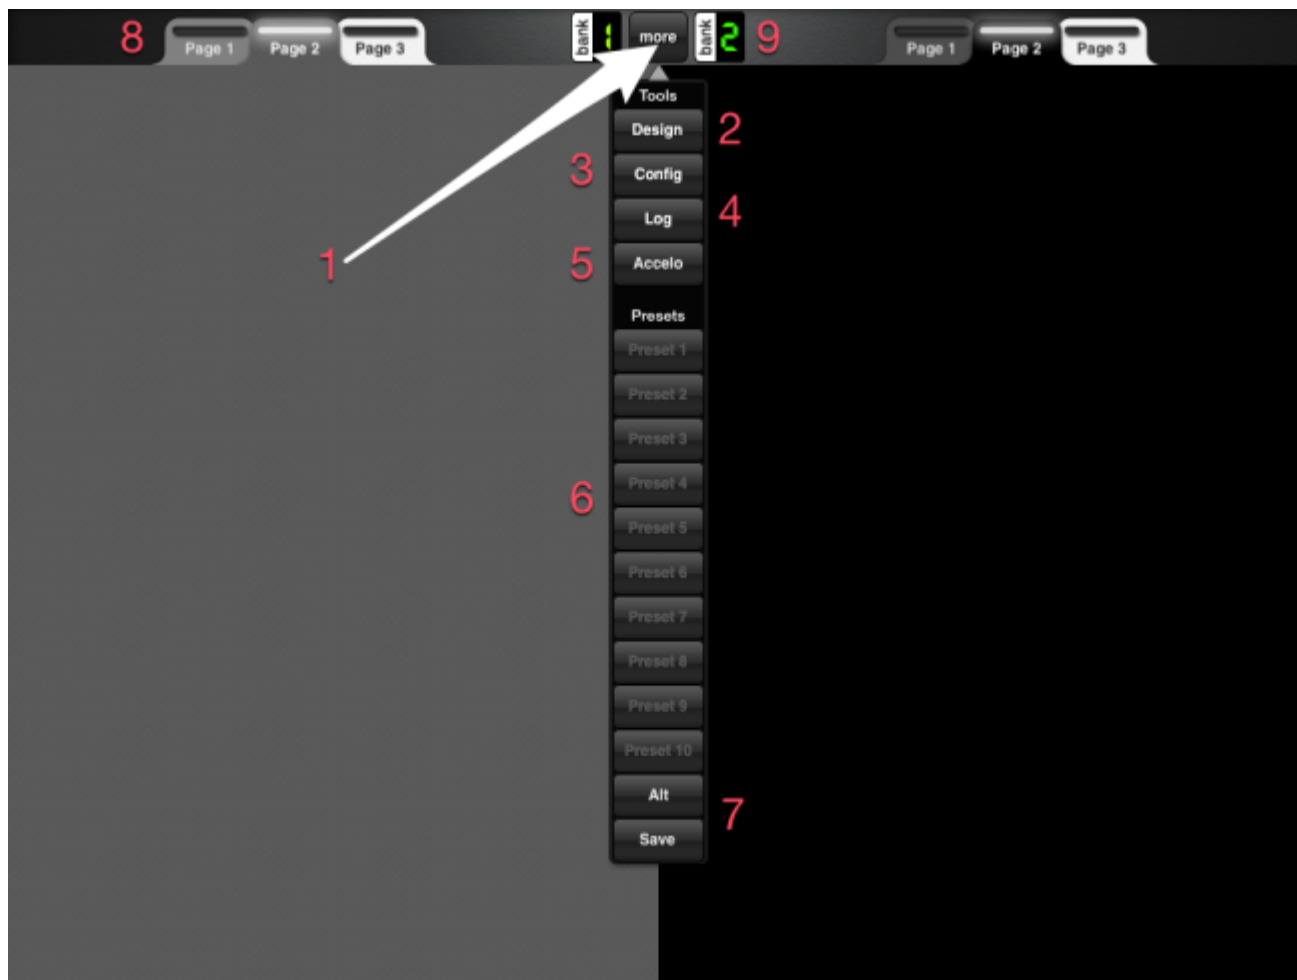 8 Page 1 Page 2 Page 3 bank 1 more bank 2 9 Page 1 Page 2 Page 3
Tools
Design 2
3 Config
Log 4
1 5 Accelo
Presets
Preset 1
Preset 2
Preset 3
Preset 4
6
Preset 5
Preset 6
Preset 7
Preset 8
Preset 9
Preset 10
Alt
7
Save